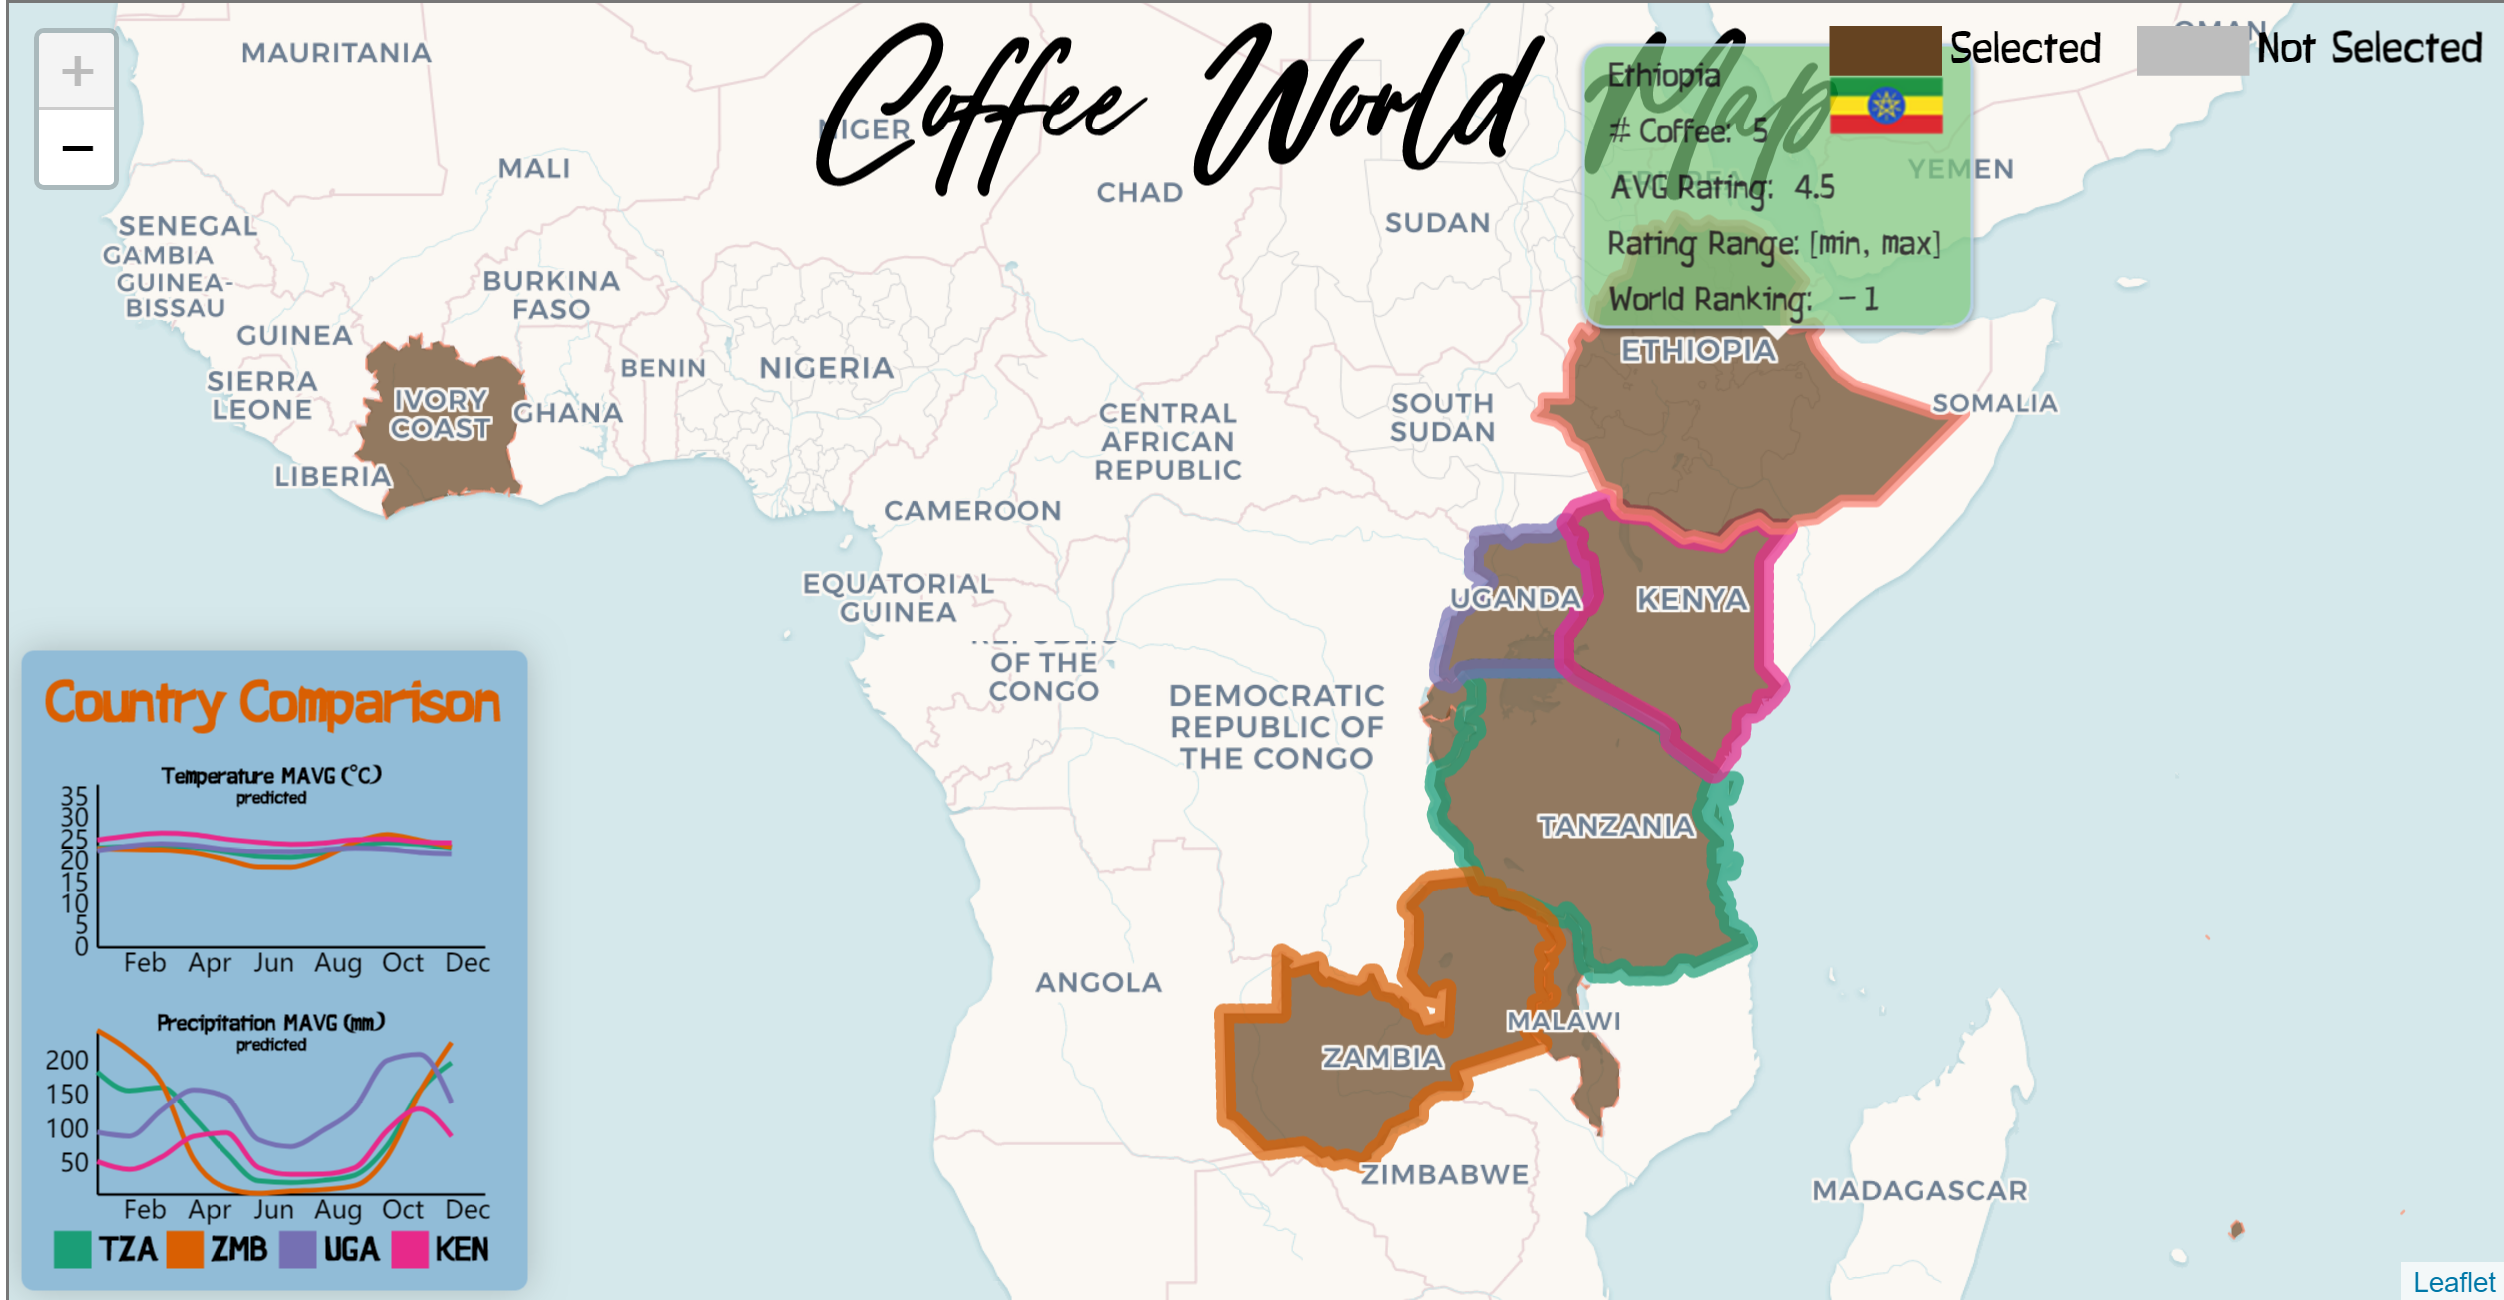 Coffee World Map
Selected
Not Selected
+
−
Ethiopia
# Coffee: 5
AVG Rating: 4.5
Rating Range: [min, max]
World Ranking: -1
OMAN
YEMEN
ERITREA
MAURITANIA
NIGER
MALI
CHAD
SUDAN
SENEGAL
GAMBIA
GUINEA-
BISSAU
GUINEA
BURKINA
FASO
BENIN
NIGERIA
SIERRA
LEONE
IVORY
COAST
GHANA
LIBERIA
ETHIOPIA
SOMALIA
SOUTH
SUDAN
CENTRAL
AFRICAN
REPUBLIC
CAMEROON
EQUATORIAL
GUINEA
UGANDA
KENYA
REPUBLIC
OF THE
CONGO
DEMOCRATIC
REPUBLIC OF
THE CONGO
TANZANIA
ANGOLA
MALAWI
ZAMBIA
ZIMBABWE
MADAGASCAR
Country Comparison
Temperature MAVG (°C)
predicted
35
30
25
20
15
10
5
0
Feb Apr Jun Aug Oct Dec
Precipitation MAVG (mm)
predicted
200
150
100
50
Feb Apr Jun Aug Oct Dec
TZA ZMB UGA KEN
Leaflet